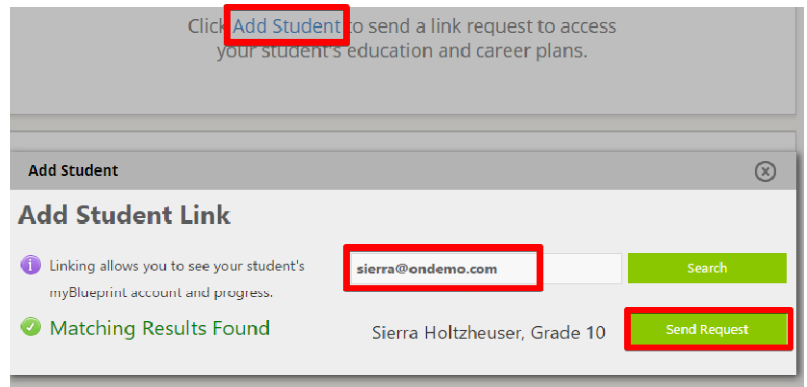 Click Add Student to send a link request to access
your student's education and career plans.
Add Student
Add Student Link
Linking allows you to see your student's
myBlueprint account and progress.
sierra@ondemo.com
Search
Matching Results Found
Sierra Holtzheuser, Grade 10
Send Request